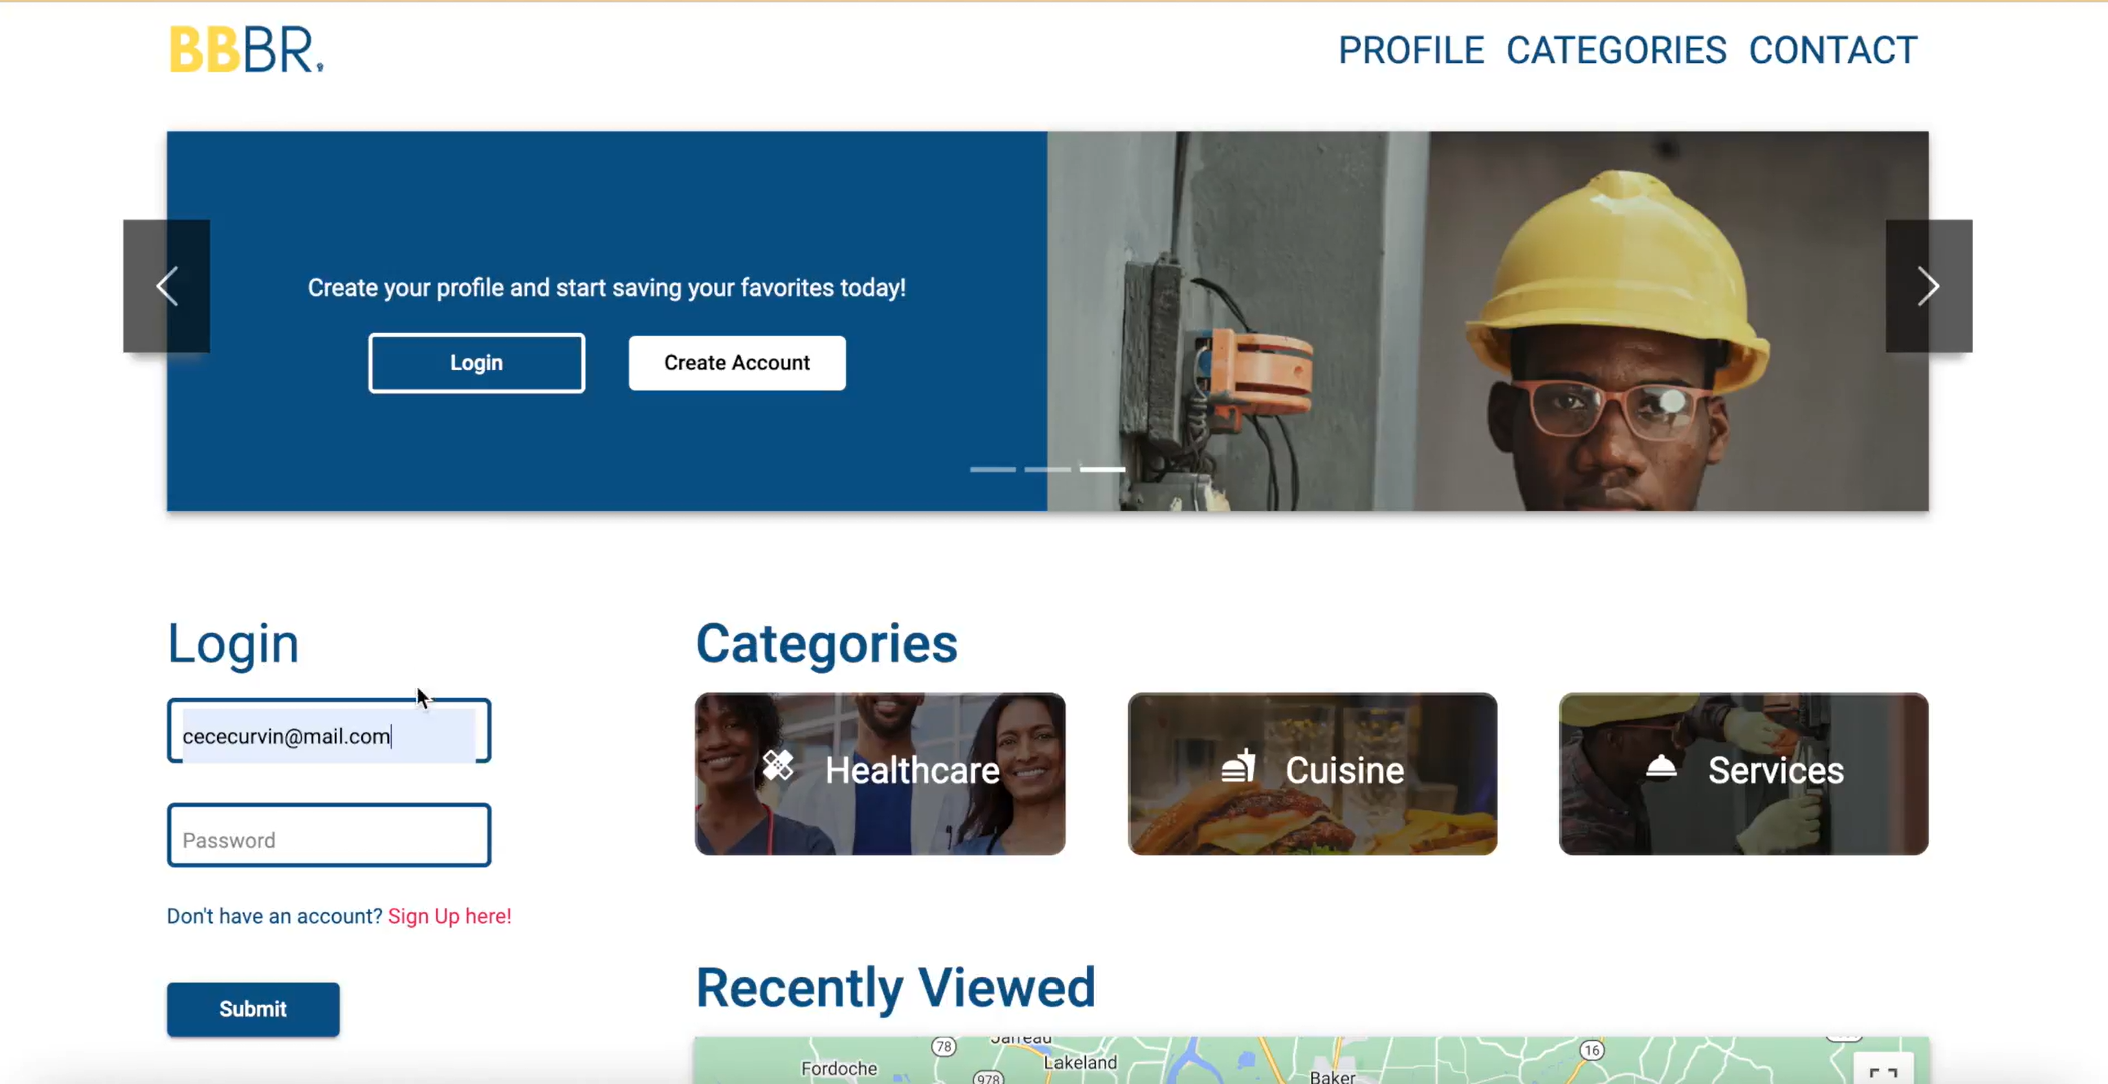 BBBR.
PROFILE CATEGORIES CONTACT
Create your profile and start saving your favorites today!
Login
Create Account
Login
cececurvin@mail.com
Password
Don't have an account? Sign Up here!
Submit
Categories
Healthcare
Cuisine
Services
Recently Viewed
78
Jarreau
Lakeland
Fordoche
978
16
Baker